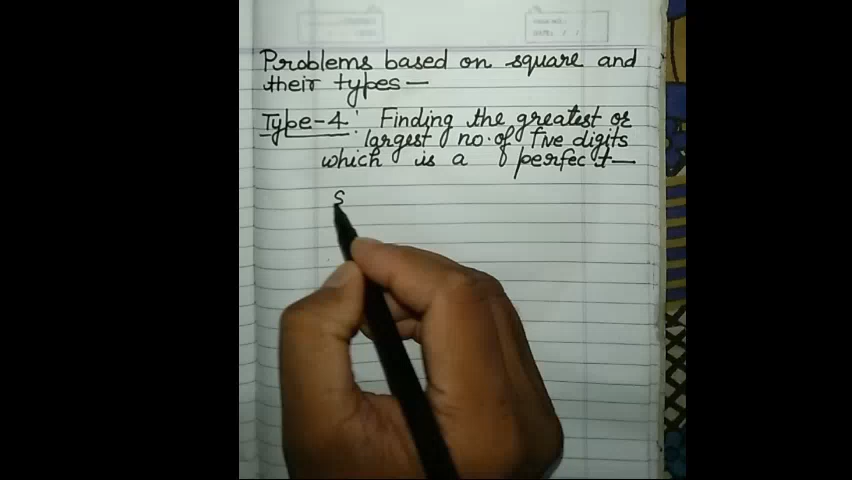 Problems based on square and
their types—
Type-4: Finding the greatest or
largest no. of five digits
which is a perfect—
s